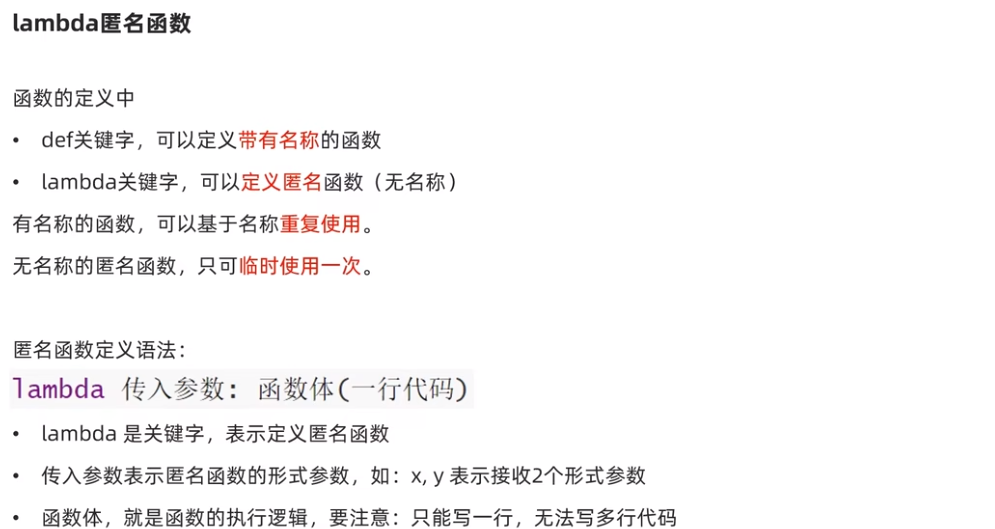 lambda匿名函数
函数的定义中
• def关键字，可以定义带有名称的函数
• lambda关键字，可以定义匿名函数（无名称）
有名称的函数，可以基于名称重复使用。
无名称的匿名函数，只可临时使用一次。
匿名函数定义语法：
lambda 传入参数: 函数体(一行代码)
• lambda 是关键字，表示定义匿名函数
• 传入参数表示匿名函数的形式参数，如：x, y 表示接收2个形式参数
• 函数体，就是函数的执行逻辑，要注意：只能写一行，无法写多行代码